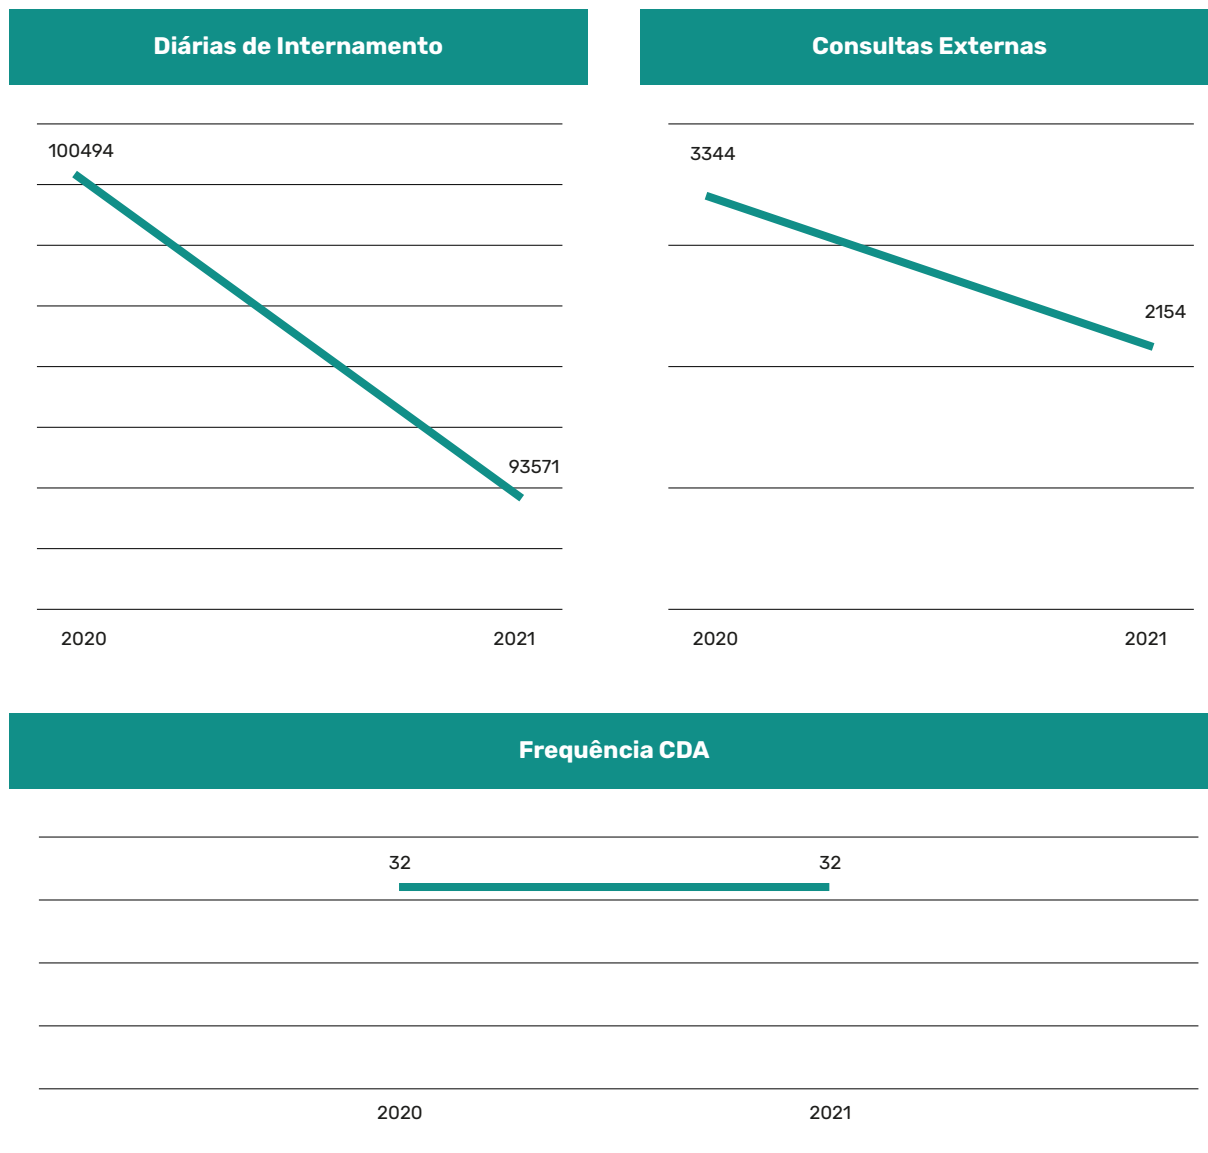 Diárias de Internamento
100494
93571
2020 2021
Consultas Externas
3344
2154
2020 2021
Frequência CDA
32 32
2020 2021